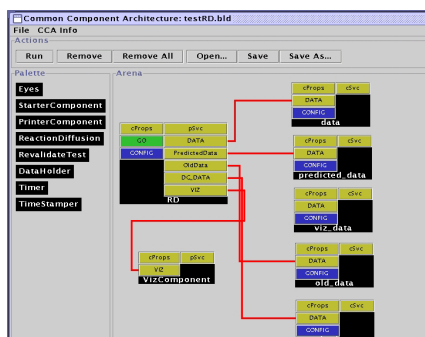 Common Component Architecture: testRD.bld
File CCA Info
Actions
Run Remove Remove All Open... Save Save As...
Palette
Eyes
StarterComponent
PrinterComponent
ReactionDiffusion
RevalidateTest
DataHolder
Timer
TimeStamper
Arena
cProps pSvc
GO DATA
CONFIG PredictedData
OldData
DC_DATA
VIZ
RD
cProps pSvc
VIZ
VizComponent
cProps cSvc
DATA
CONFIG
data
cProps cSvc
DATA
CONFIG
predicted_data
cProps cSvc
DATA
CONFIG
viz_data
cProps cSvc
DATA
CONFIG
old_data
cProps cSvc
DATA
CONFIG